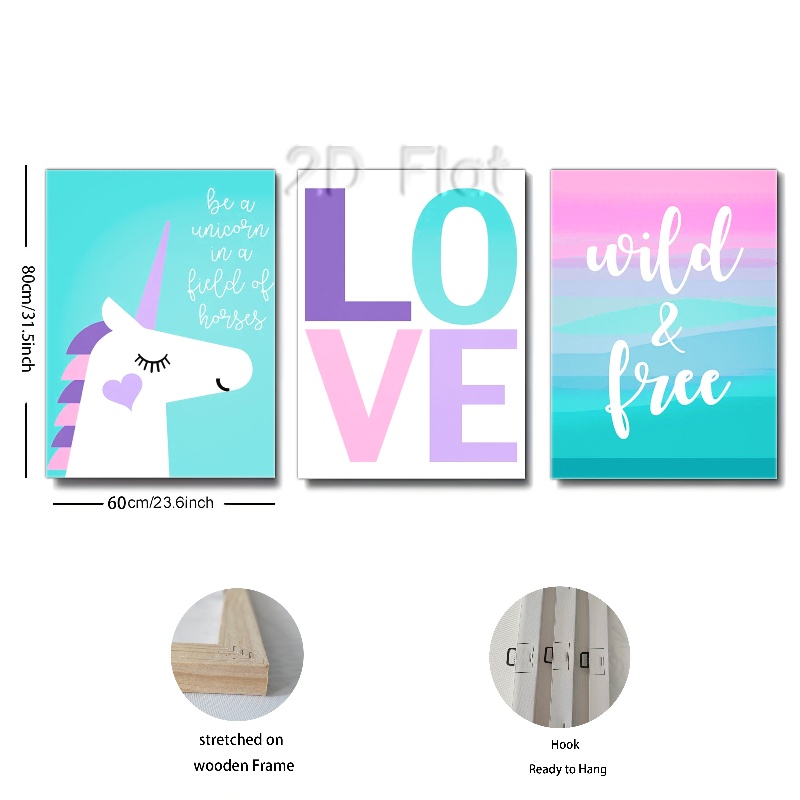 2D Flat
be a
unicorn
in a
field of
horses
LO
VE
wild
&
free
80cm/31.5inch
60cm/23.6inch
stretched on
wooden Frame
Hook
Ready to Hang